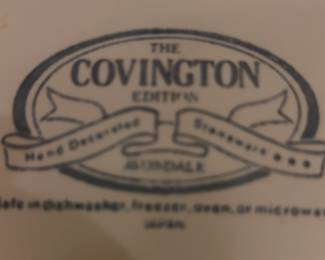 THE
COVINGTON
EDITION
Hand Decorated Stoneware
AVONDALE
safe in dishwasher, freezer, oven, or microwave
JAPAN